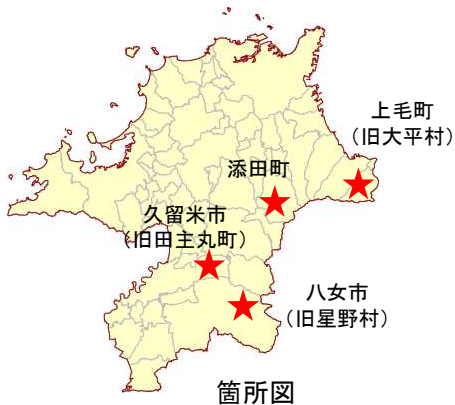 上毛町
（旧大平村）
添田町
久留米市
（旧田主丸町）
八女市
（旧星野村）
箇所図